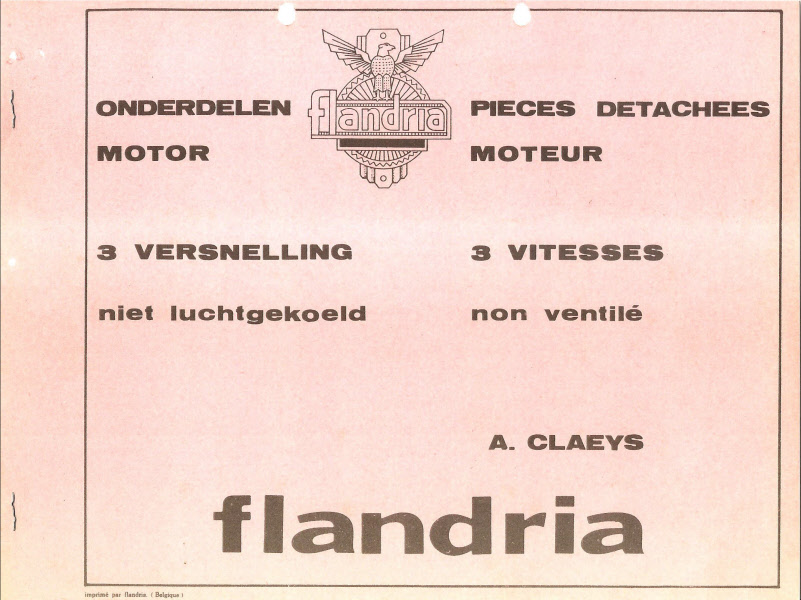 ONDERDELEN
MOTOR
flandria
PIECES DETACHEES
MOTEUR
3 VERSNELLING
niet luchtgekoeld
3 VITESSES
non ventilé
A. CLAEYS
flandria
imprimé par flandria. ( Belgique )